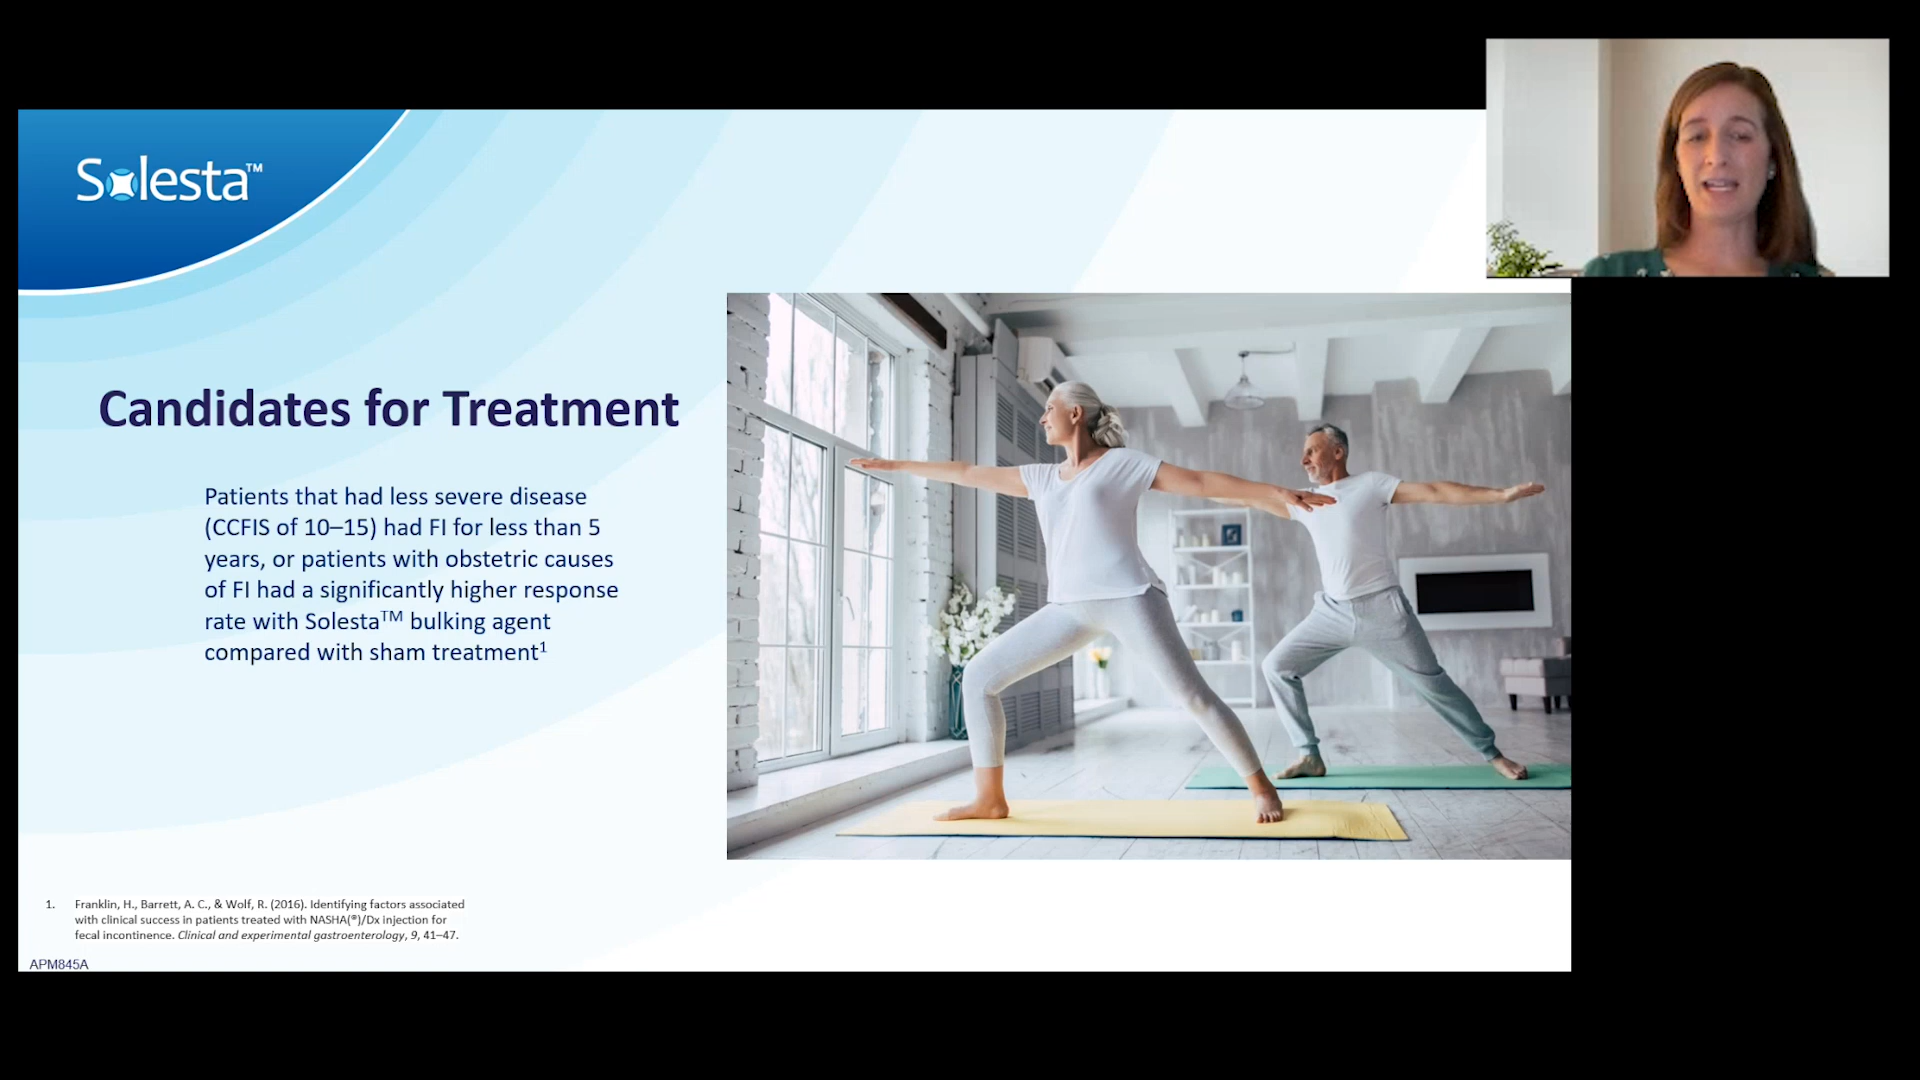 Solesta™
Candidates for Treatment
Patients that had less severe disease
(CCFIS of 10–15) had FI for less than 5
years, or patients with obstetric causes
of FI had a significantly higher response
rate with Solesta™ bulking agent
compared with sham treatment¹
1. Franklin, H., Barrett, A. C., & Wolf, R. (2016). Identifying factors associated
with clinical success in patients treated with NASHA(®)/Dx injection for
fecal incontinence. Clinical and experimental gastroenterology, 9, 41–47.
APM845A